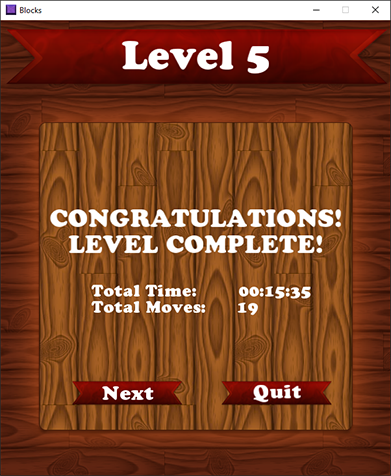 Blocks
Level 5
CONGRATULATIONS!
LEVEL COMPLETE!
Total Time: 00:15:35
Total Moves: 19
Next Quit